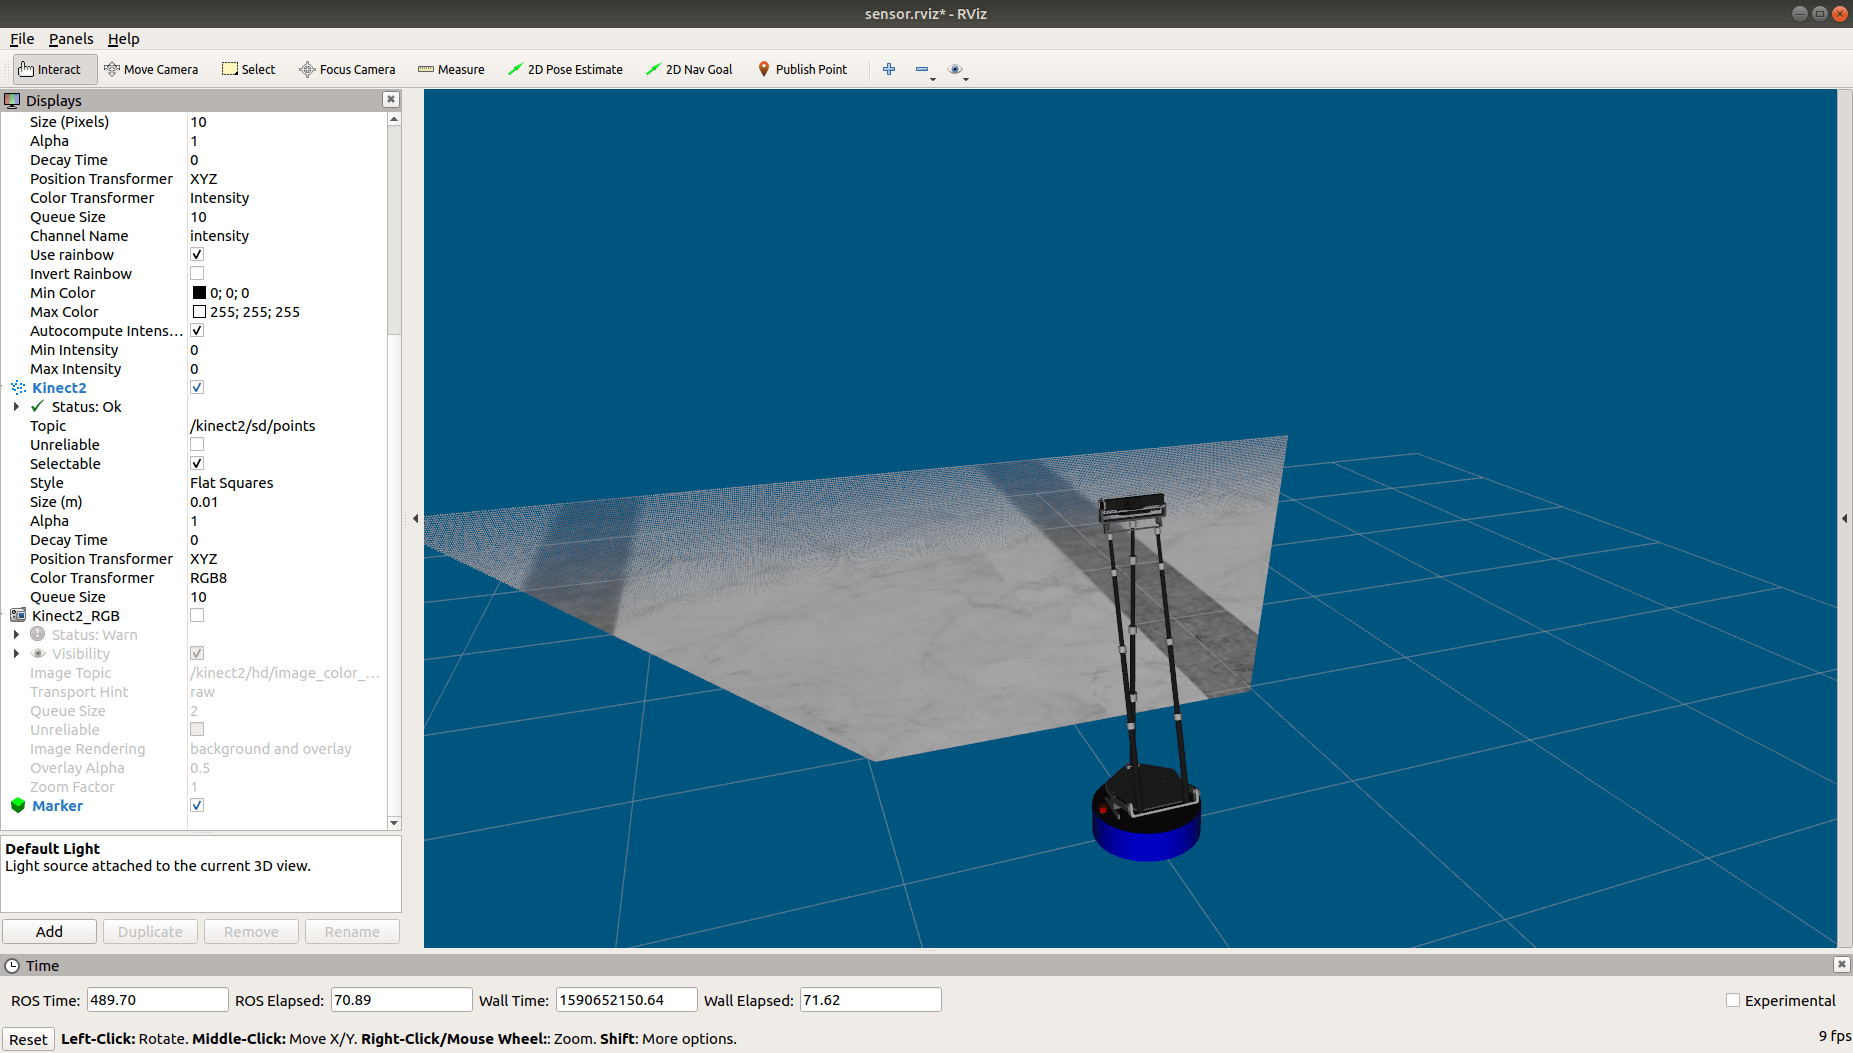 sensor.rviz* - RViz
File Panels Help
Interact Move Camera Select Focus Camera Measure 2D Pose Estimate 2D Nav Goal Publish Point
Displays
Size (Pixels) 10
Alpha 1
Decay Time 0
Position Transformer XYZ
Color Transformer Intensity
Queue Size 10
Channel Name intensity
Use rainbow
Invert Rainbow
Min Color 0; 0; 0
Max Color 255; 255; 255
Autocompute Intens...
Min Intensity 0
Max Intensity 0
Kinect2
Status: Ok
Topic /kinect2/sd/points
Unreliable
Selectable
Style Flat Squares
Size (m) 0.01
Alpha 1
Decay Time 0
Position Transformer XYZ
Color Transformer RGB8
Queue Size 10
Kinect2_RGB
Status: Warn
Visibility
Image Topic /kinect2/hd/image_color_...
Transport Hint raw
Queue Size 2
Unreliable
Image Rendering background and overlay
Overlay Alpha 0.5
Zoom Factor 1
Marker
Default Light
Light source attached to the current 3D view.
Add Duplicate Remove Rename
Time
ROS Time: 489.70 ROS Elapsed: 70.89 Wall Time: 1590652150.64 Wall Elapsed: 71.62 Experimental
Reset Left-Click: Rotate. Middle-Click: Move X/Y. Right-Click/Mouse Wheel:: Zoom. Shift: More options. 9 fps